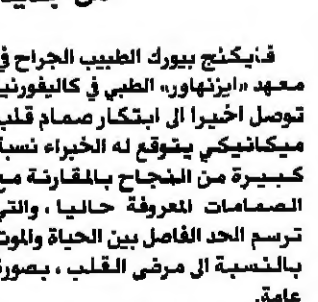 فايكنج بيورك الطبيب الجراح في
معهد «ايزنهاور» الطبي في كاليفورنيا
توصل اخيرا الى ابتكار صمام قلب
ميكانيكي يتوقع له الخبراء نسبة
كبيرة من النجاح بالمقارنة مع
الصمامات المعروفة حاليا ، والتي
ترسم الحد الفاصل بين الحياة والموت
بالنسبة الى مرضى القلب ، بصورة
عامة.